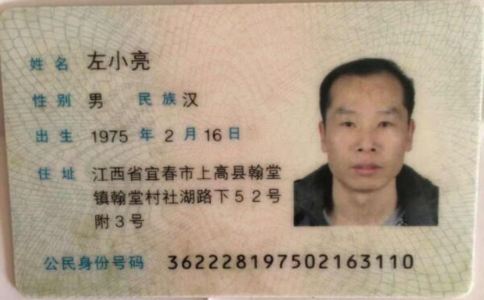 姓名 左小亮
性别 男 民族 汉
出生 1975 年 2 月 16 日
住址 江西省宜春市上高县翰堂
镇翰堂村社湖路下52号
附3号
公民身份号码 362228197502163110